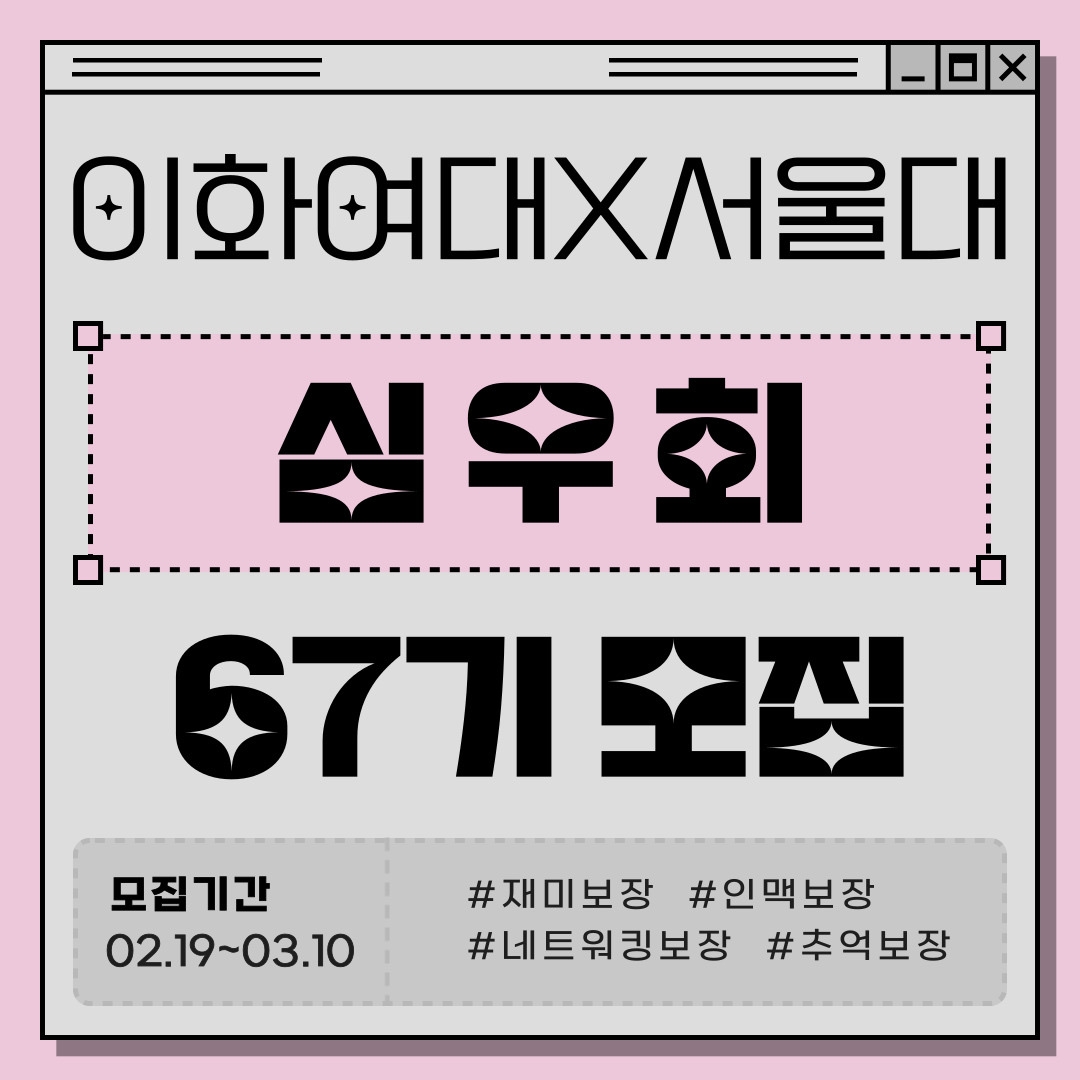 이화여대X서울대
심우회
67기 모집
모집기간
02.19~03.10
#재미보장 #인맥보장
#네트워킹보장 #추억보장